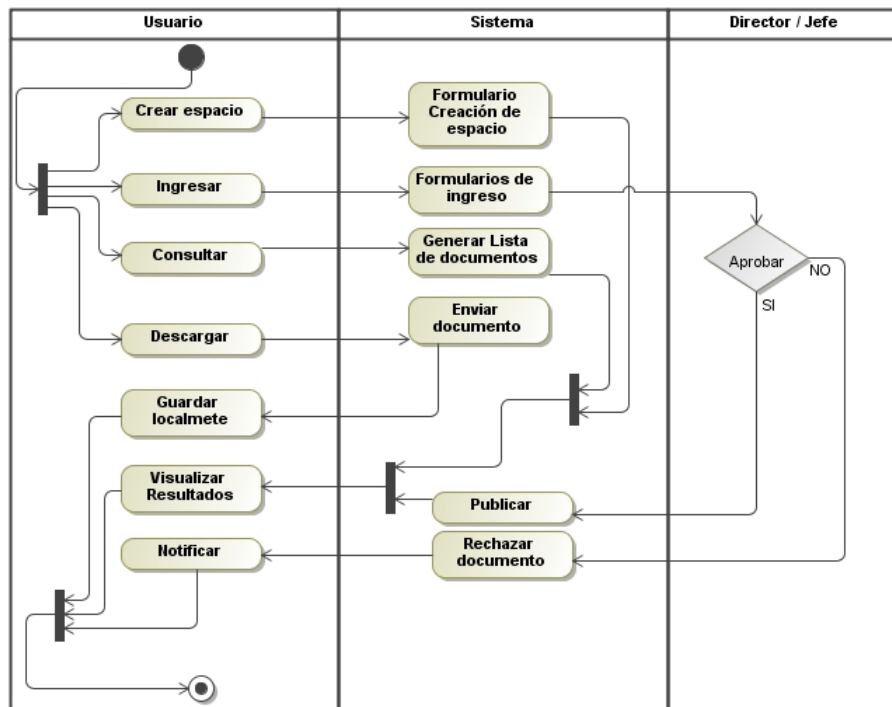 Usuario
Sistema
Director / Jefe
Crear espacio
Formulario
Creación de
espacio
Ingresar
Formularios de
ingreso
Consultar
Generar Lista
de documentos
Aprobar
NO
SI
Descargar
Enviar
documento
Guardar
localmete
Visualizar
Resultados
Publicar
Notificar
Rechazar
documento